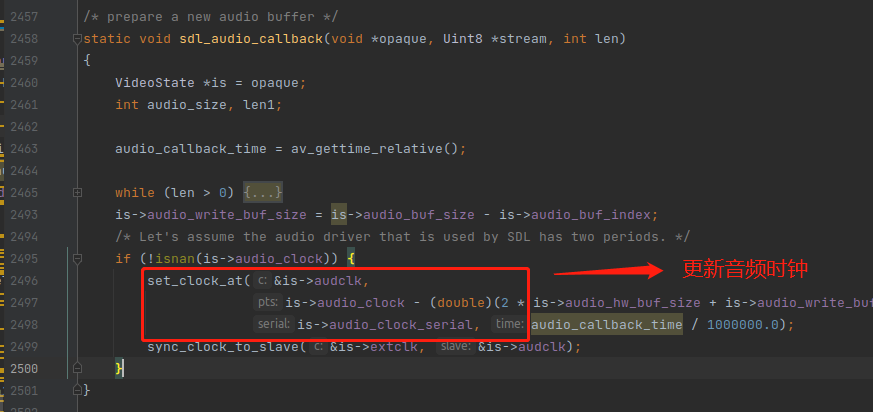 2457 /* prepare a new audio buffer */
2458 static void sdl_audio_callback(void *opaque, Uint8 *stream, int len)
2459 {
2460 VideoState *is = opaque;
2461 int audio_size, len1;
2462
2463 audio_callback_time = av_gettime_relative();
2464
2465 while (len > 0) {...}
2493 is->audio_write_buf_size = is->audio_buf_size - is->audio_buf_index;
2494 /* Let's assume the audio driver that is used by SDL has two periods. */
2495 if (!isnan(is->audio_clock)) {
2496 set_clock_at( c: &is->audclk, 更新音频时钟
2497 pts: is->audio_clock - (double)(2 * is->audio_hw_buf_size + is->audio_write_buf
2498 serial: is->audio_clock_serial, time: audio_callback_time / 1000000.0);
2499 sync_clock_to_slave( c: &is->extclk, slave: &is->audclk);
2500 }
2501 }